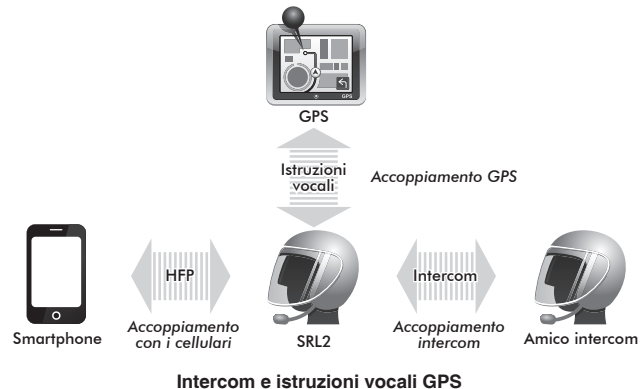 GPS
GPS
Istruzioni
vocali
Accoppiamento GPS
HFP
Intercom
Smartphone
Accoppiamento
con i cellulari
SRL2
Accoppiamento
intercom
Amico intercom
Intercom e istruzioni vocali GPS